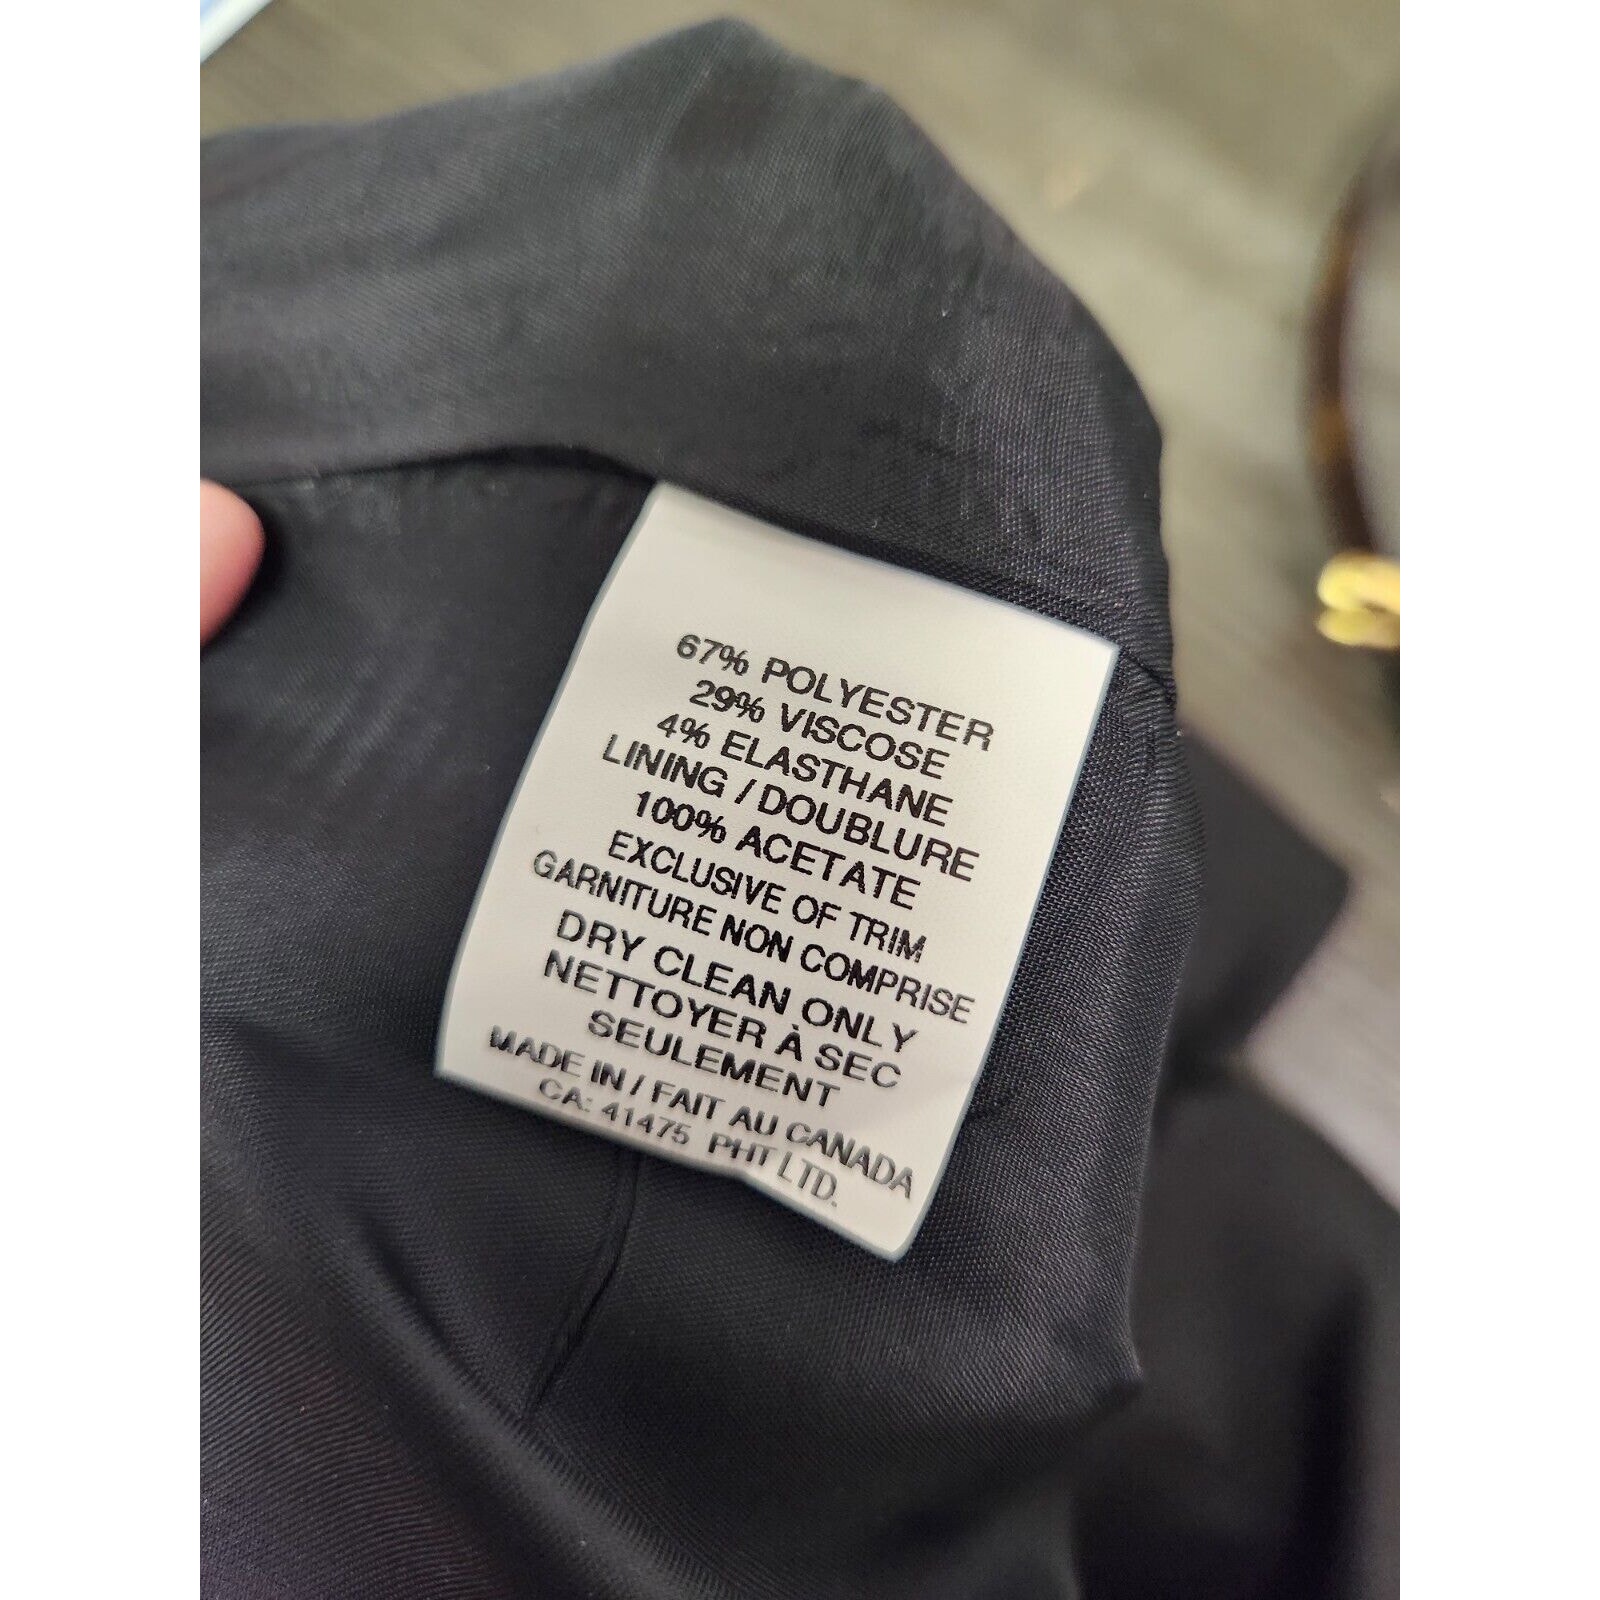 67% POLYESTER
29% VISCOSE
4% ELASTHANE
LINING / DOUBLURE
100% ACETATE
EXCLUSIVE OF TRIM
GARNITURE NON COMPRISE
DRY CLEAN ONLY
NETTOYER À SEC
SEULEMENT
MADE IN / FAIT AU CANADA
CA: 41475 PHT LTD.